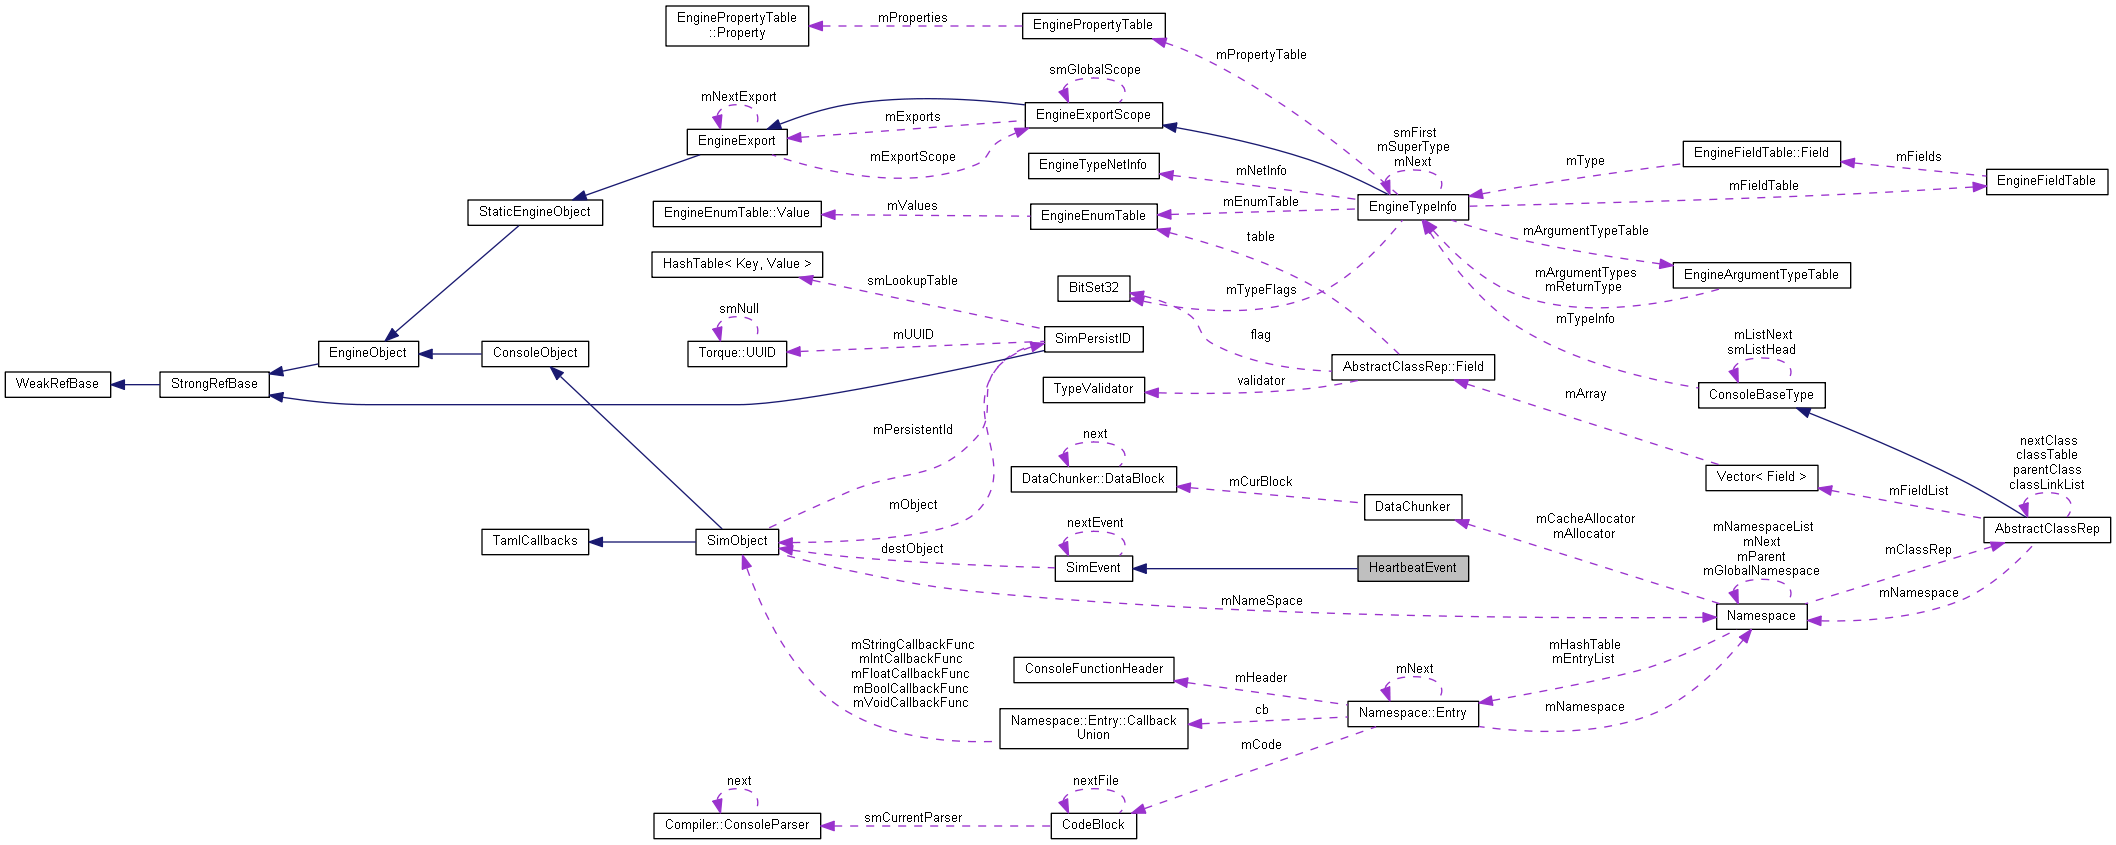 EnginePropertyTable
::Property
mProperties
EnginePropertyTable
mPropertyTable
smGlobalScope
mNextExport
EngineExportScope
mExports
EngineExport
mExportScope
smFirst
mSuperType
mNext
EngineTypeNetInfo
mNetInfo
mType
EngineFieldTable::Field
mFields
EngineFieldTable
mFieldTable
EngineTypeInfo
StaticEngineObject
EngineEnumTable::Value
mValues
EngineEnumTable
mEnumTable
mArgumentTypeTable
table
HashTable< Key, Value >
smLookupTable
BitSet32
mTypeFlags
mArgumentTypes
mReturnType
EngineArgumentTypeTable
smNull
mUUID
SimPersistID
flag
mTypeInfo
mListNext
smListHead
Torque::UUID
EngineObject
ConsoleObject
WeakRefBase
StrongRefBase
AbstractClassRep::Field
TypeValidator
validator
mArray
ConsoleBaseType
mPersistentId
next
nextClass
classTable
parentClass
classLinkList
DataChunker::DataBlock
mCurBlock
Vector< Field >
mFieldList
mObject
DataChunker
mCacheAllocator
mAllocator
nextEvent
mNamespaceList
mNext
mParent
mGlobalNamespace
AbstractClassRep
TamlCallbacks
SimObject
destObject
SimEvent
HeartbeatEvent
mClassRep
mNamespace
mNameSpace
Namespace
mStringCallbackFunc
mIntCallbackFunc
mFloatCallbackFunc
mBoolCallbackFunc
mVoidCallbackFunc
ConsoleFunctionHeader
mHeader
mNext
mHashTable
mEntryList
Namespace::Entry::Callback
Union
cb
Namespace::Entry
mNamespace
mCode
next
nextFile
Compiler::ConsoleParser
smCurrentParser
CodeBlock